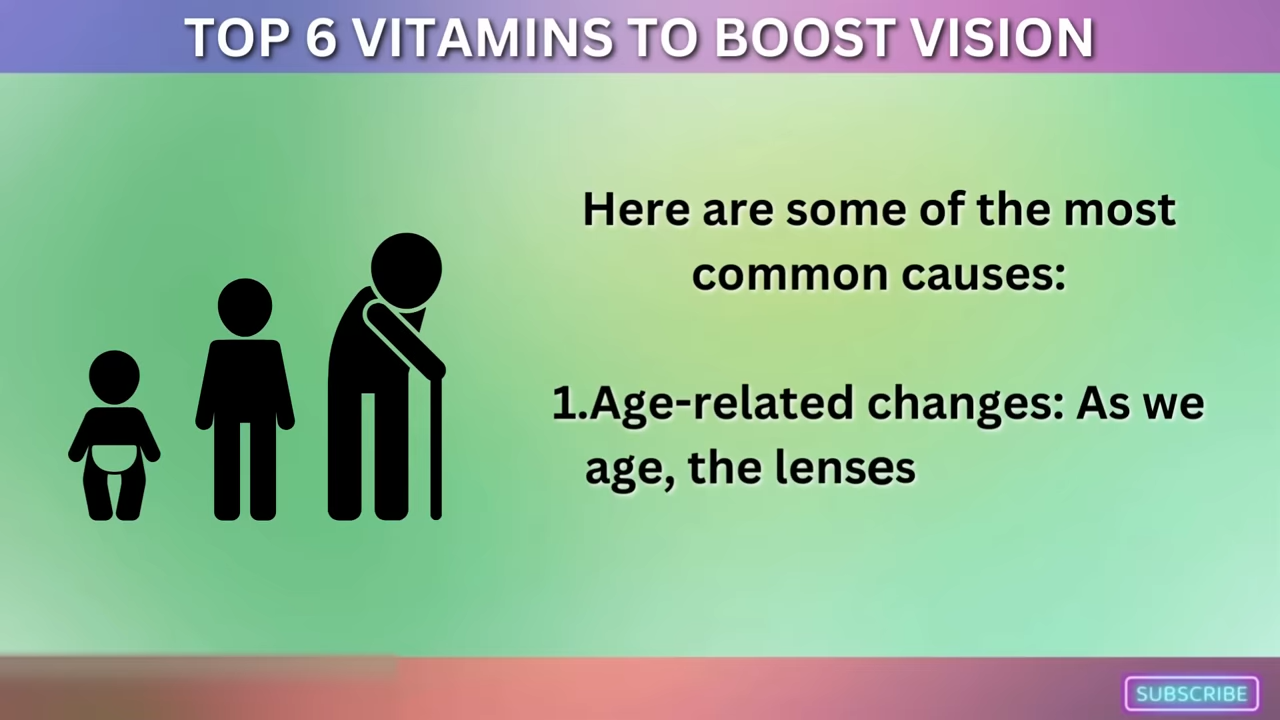 TOP 6 VITAMINS TO BOOST VISION
Here are some of the most
common causes:
1.Age-related changes: As we
age, the lenses
SUBSCRIBE